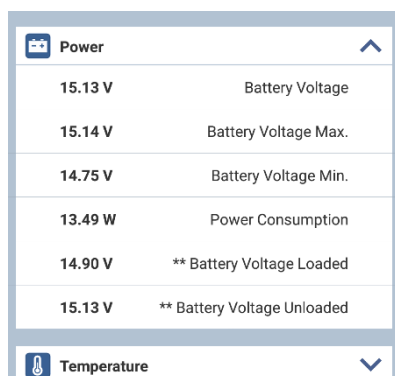 Power
15.13 V Battery Voltage
15.14 V Battery Voltage Max.
14.75 V Battery Voltage Min.
13.49 W Power Consumption
14.90 V ** Battery Voltage Loaded
15.13 V ** Battery Voltage Unloaded
Temperature